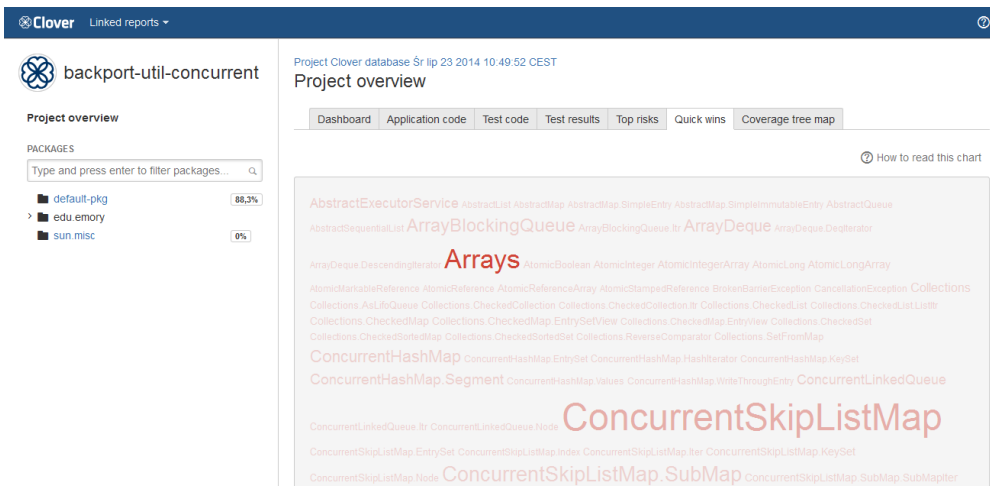 Clover Linked reports
backport-util-concurrent
Project overview
PACKAGES
Type and press enter to filter packages...
default-pkg 88,3%
edu.emory
sun.misc 0%
Project Clover database Śr lip 23 2014 10:49:52 CEST
Project overview
Dashboard Application code Test code Test results Top risks Quick wins Coverage tree map
How to read this chart
AbstractExecutorService AbstractList AbstractMap AbstractMap.SimpleEntry AbstractMap.SimpleImmutableEntry AbstractQueue
AbstractSequentialList ArrayBlockingQueue ArrayBlockingQueue.Itr ArrayDeque ArrayDeque.DeqIterator
ArrayDeque.DescendingIterator Arrays AtomicBoolean AtomicInteger AtomicIntegerArray AtomicLong AtomicLongArray
AtomicMarkableReference AtomicReference AtomicReferenceArray AtomicStampedReference BrokenBarrierException CancellationException Collections
Collections.AsLifoQueue Collections.CheckedCollection Collections.CheckedCollection.Itr Collections.CheckedList Collections.CheckedList.ListItr
Collections.CheckedMap Collections.CheckedMap.EntrySetView Collections.CheckedMap.EntryView Collections.CheckedSet
Collections.CheckedSortedMap Collections.CheckedSortedSet Collections.ReverseComparator Collections.SetFromMap
ConcurrentHashMap ConcurrentHashMap.EntrySet ConcurrentHashMap.HashIterator ConcurrentHashMap.KeySet
ConcurrentHashMap.Segment ConcurrentHashMap.Values ConcurrentHashMap.WriteThroughEntry ConcurrentLinkedQueue
ConcurrentLinkedQueue.Itr ConcurrentLinkedQueue.Node ConcurrentSkipListMap
ConcurrentSkipListMap.EntrySet ConcurrentSkipListMap.Index ConcurrentSkipListMap.Iter ConcurrentSkipListMap.KeySet
ConcurrentSkipListMap.Node ConcurrentSkipListMap.SubMap ConcurrentSkipListMap.SubMap.SubMapIter